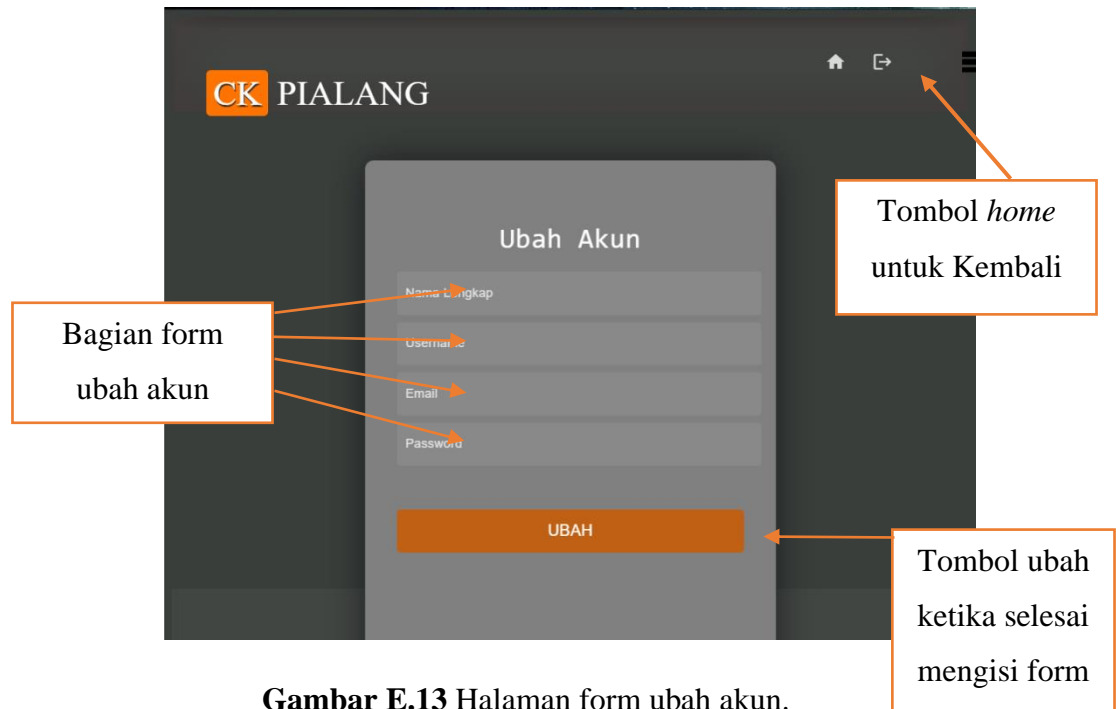 CK PIALANG
Ubah Akun
Nama Lengkap
Username
Email
Password
UBAH
Tombol home
untuk Kembali
Bagian form
ubah akun
Tombol ubah
ketika selesai
mengisi form
Gambar E.13 Halaman form ubah akun.